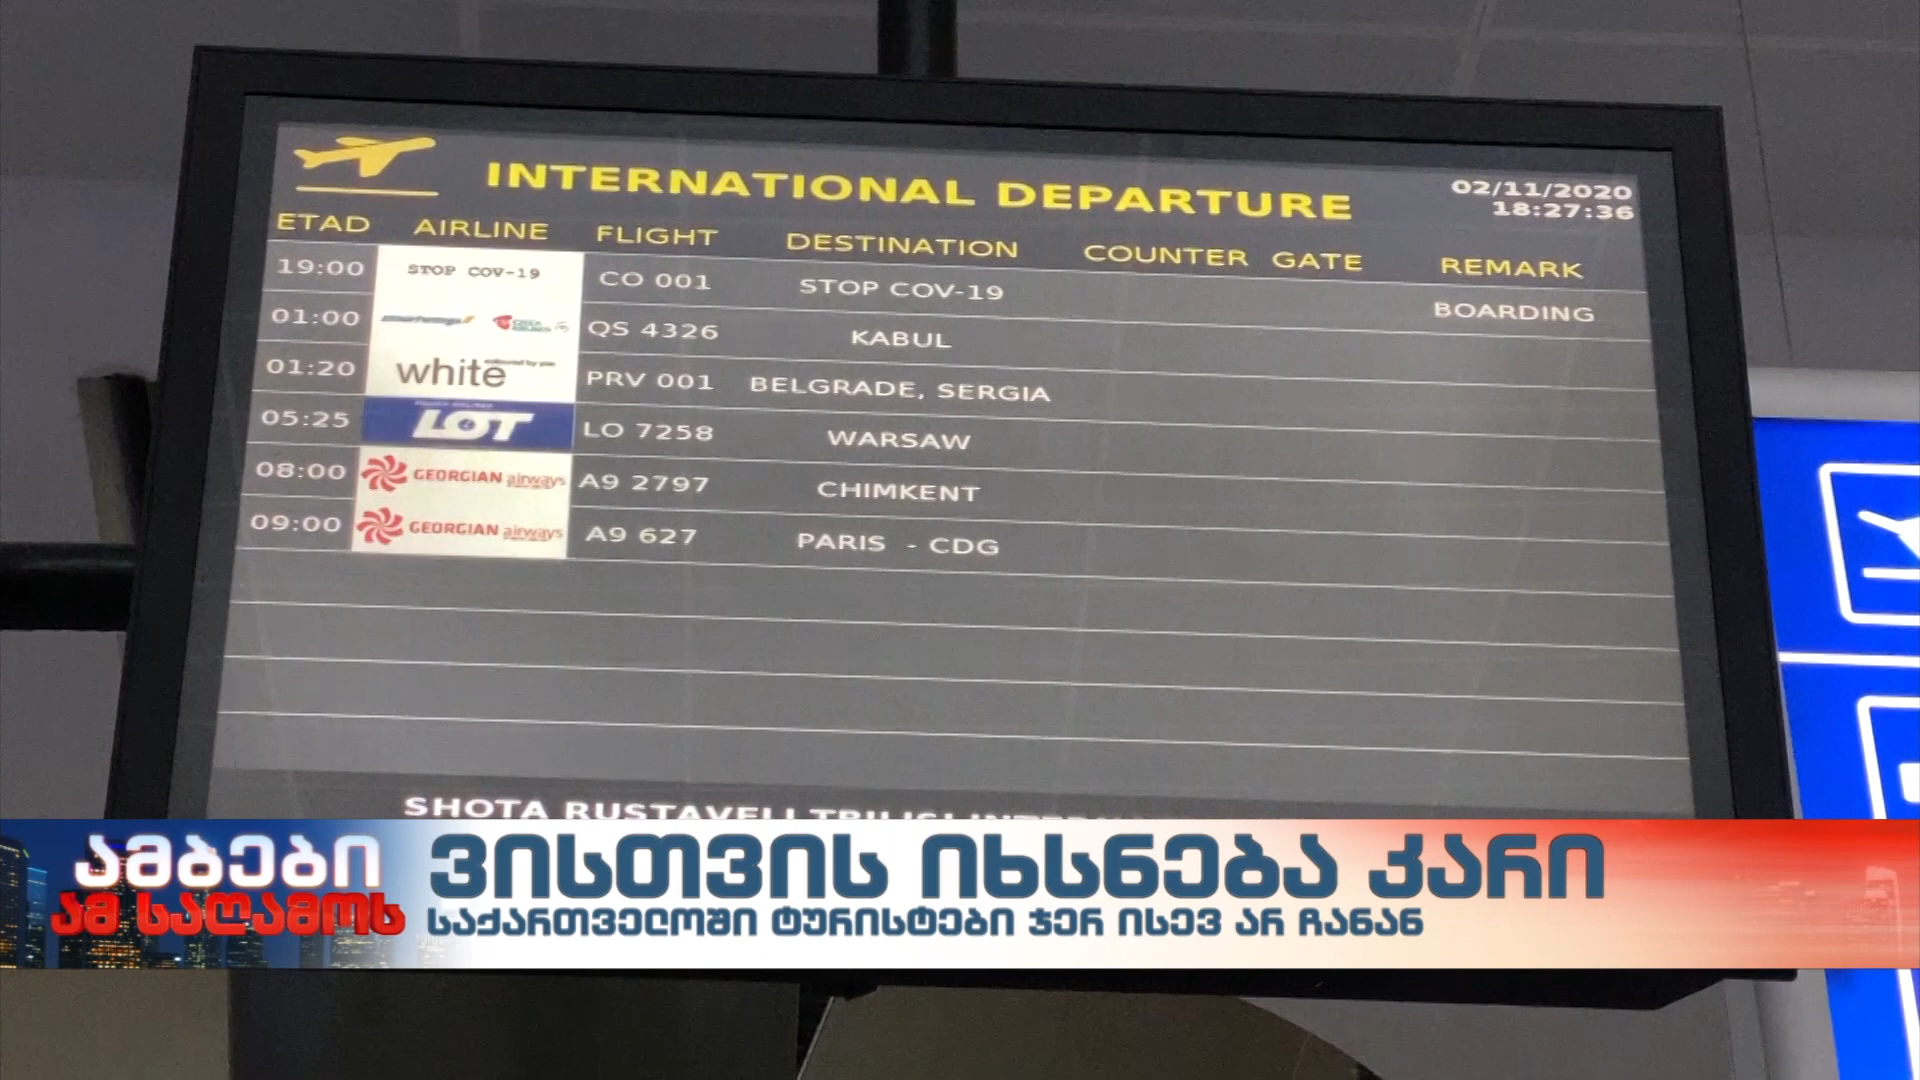 INTERNATIONAL DEPARTURE
02/11/2020
18:27:36
ETAD AIRLINE FLIGHT DESTINATION COUNTER GATE REMARK
19:00 STOP COV-19 CO 001 STOP COV-19 BOARDING
01:00 QS 4326 KABUL
01:20 white PRV 001 BELGRADE, SERGIA
05:25 LOT LO 7258 WARSAW
08:00 GEORGIAN airways A9 2797 CHIMKENT
09:00 GEORGIAN airways A9 627 PARIS - CDG
SHOTA RUSTAVELI TBILISI
ამბები
ამ საღამოს
ვისთვის იხსნება კარი
საქართველოში ტურისტები ჯერ ისევ არ ჩანან